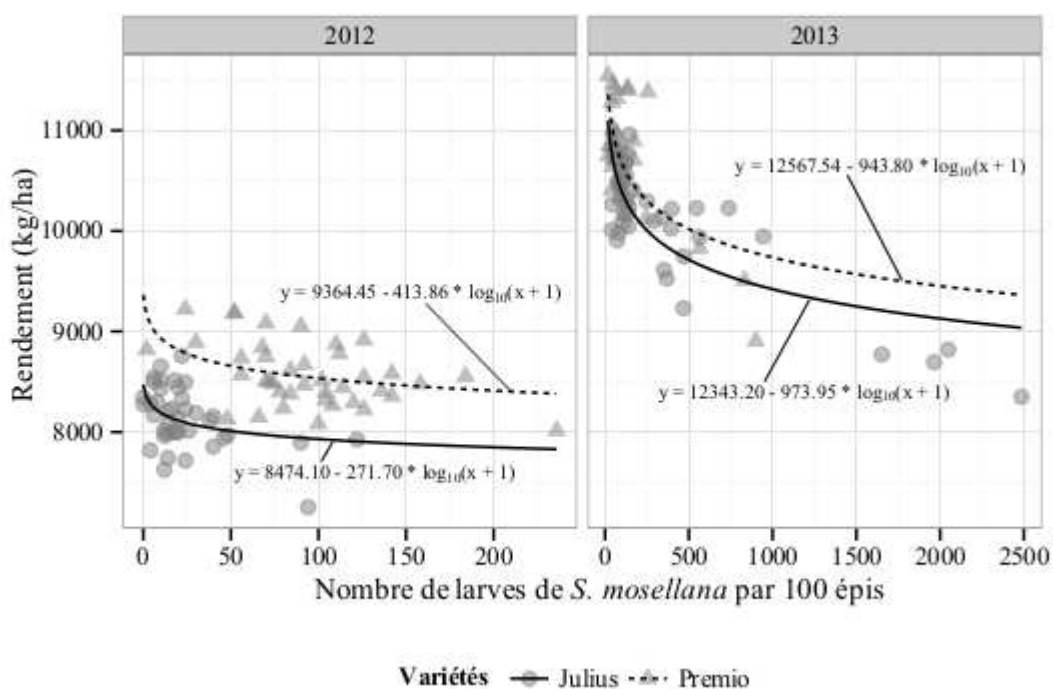 2012
2013
11000
10000
9000
8000
Rendement (kg/ha)
y = 9364.45 - 413.86 * log₁₀(x + 1)
y = 8474.10 - 271.70 * log₁₀(x + 1)
y = 12567.54 - 943.80 * log₁₀(x + 1)
y = 12343.20 - 973.95 * log₁₀(x + 1)
0 50 100 150 200
0 500 1000 1500 2000 2500
Nombre de larves de S. mosellana par 100 épis
Variétés Julius Premio